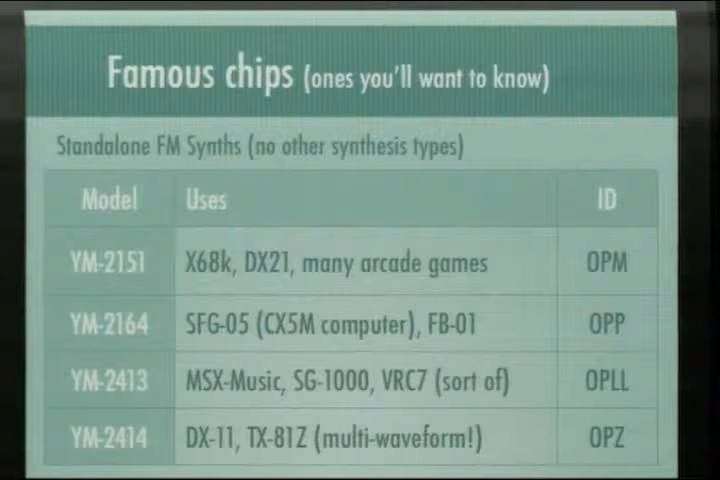 Famous chips (ones you'll want to know)
Standalone FM Synths (no other synthesis types)
Model Uses ID
YM-2151 X68k, DX21, many arcade games OPM
YM-2164 SFG-05 (CX5M computer), FB-01 OPP
YM-2413 MSX-Music, SG-1000, VRC7 (sort of) OPLL
YM-2414 DX-11, TX-81Z (multi-waveform!) OPZ